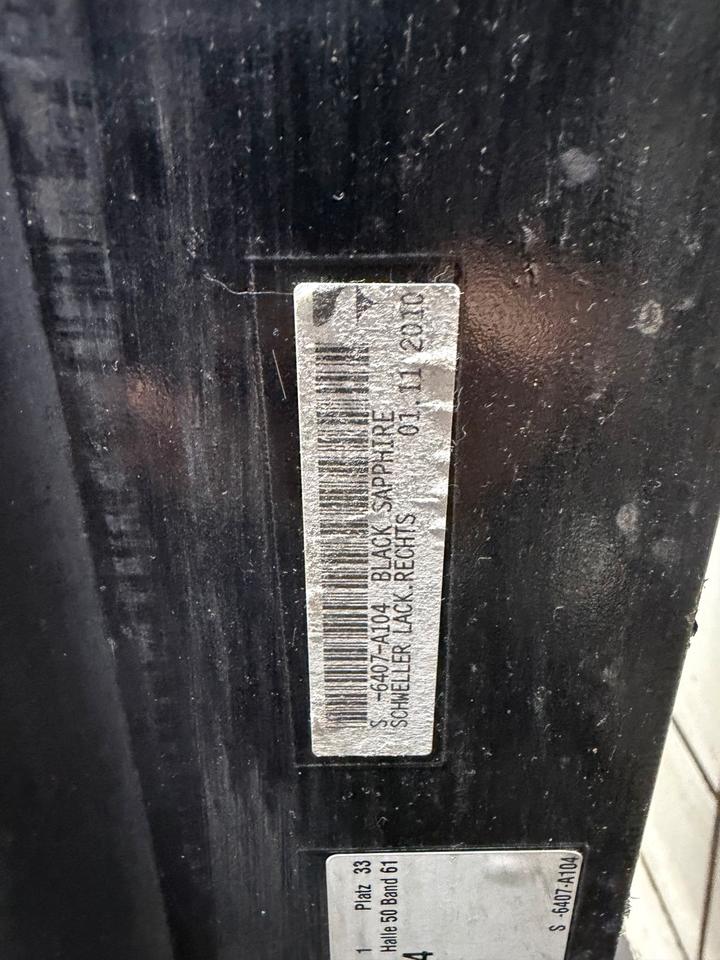 S -6407-A104 BLACK SAPPHIRE
SCHWELLER LACK.RECHTS 01.11.2010
1 Platz 33
Halle 50 Band 61
4
S -6407-A104